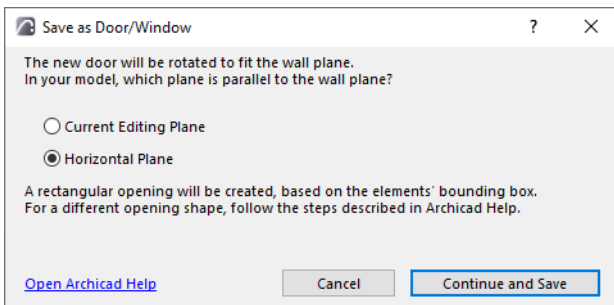 Save as Door/Window
The new door will be rotated to fit the wall plane.
In your model, which plane is parallel to the wall plane?
Current Editing Plane
Horizontal Plane
A rectangular opening will be created, based on the elements' bounding box.
For a different opening shape, follow the steps described in Archicad Help.
Open Archicad Help Cancel Continue and Save